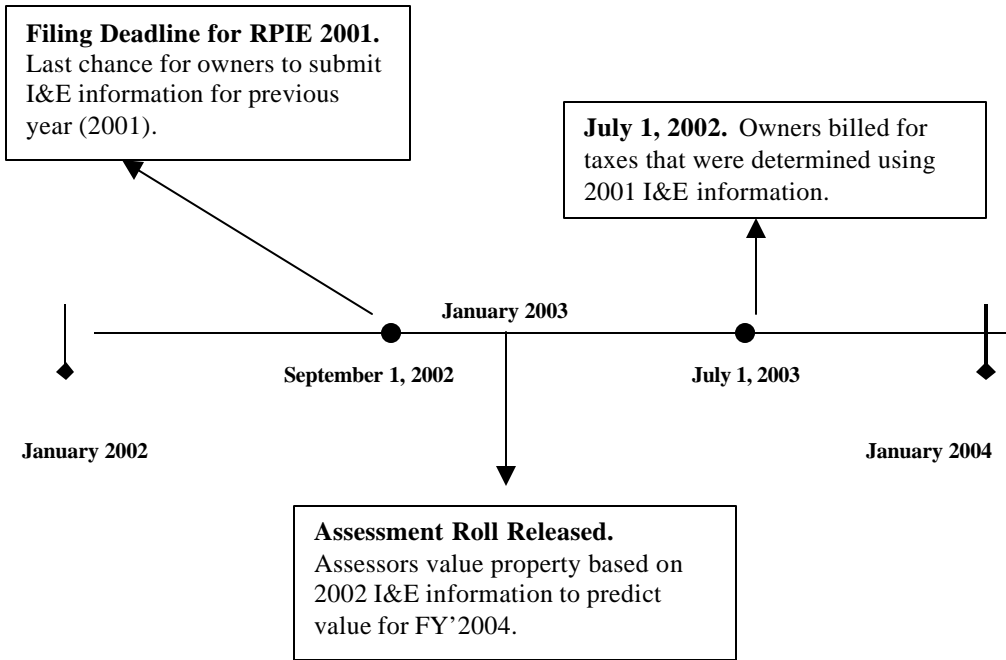 Filing Deadline for RPIE 2001.
Last chance for owners to submit
I&E information for previous
year (2001).
July 1, 2002. Owners billed for
taxes that were determined using
2001 I&E information.
January 2003
September 1, 2002
July 1, 2003
January 2002
January 2004
Assessment Roll Released.
Assessors value property based on
2002 I&E information to predict
value for FY’2004.